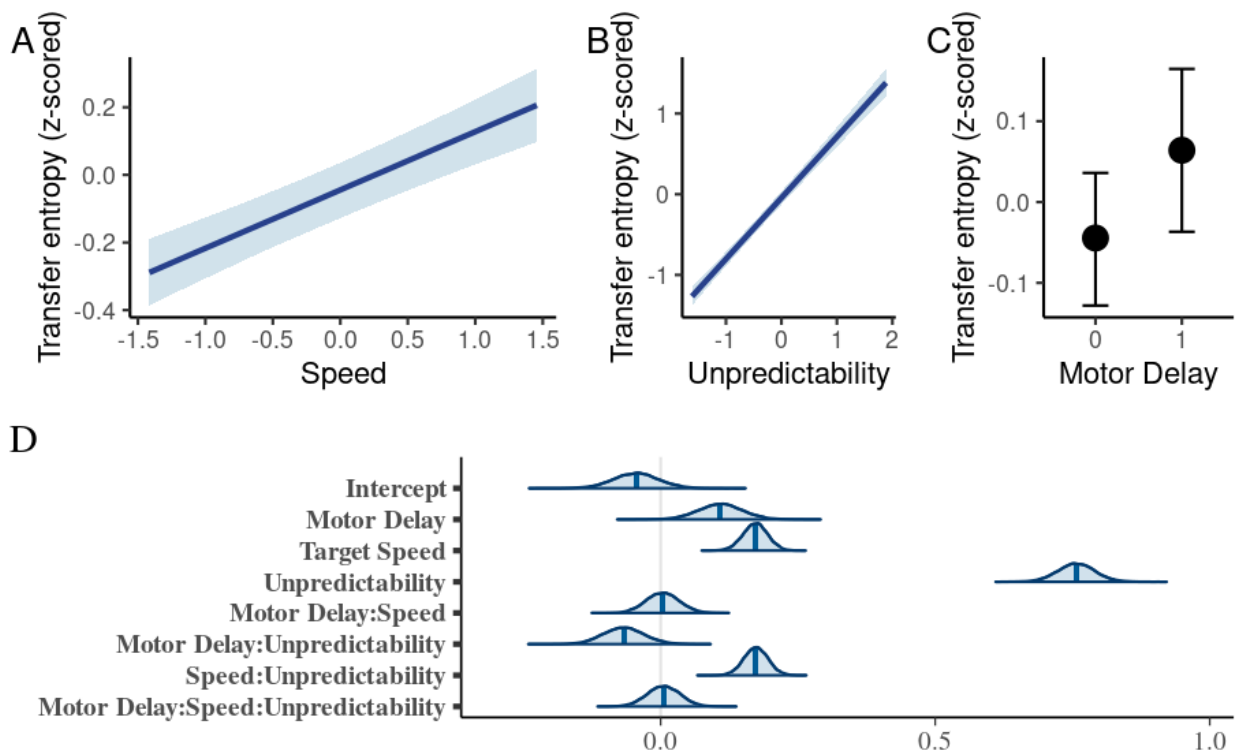 A
Transfer entropy (z-scored)
0.2
0.0
-0.2
-0.4
-1.5 -1.0 -0.5 0.0 0.5 1.0 1.5
Speed
B
Transfer entropy (z-scored)
1
0
-1
-1 0 1 2
Unpredictability
C
Transfer entropy (z-scored)
0.1
0.0
-0.1
0 1
Motor Delay
D
Intercept
Motor Delay
Target Speed
Unpredictability
Motor Delay:Speed
Motor Delay:Unpredictability
Speed:Unpredictability
Motor Delay:Speed:Unpredictability
0.0 0.5 1.0